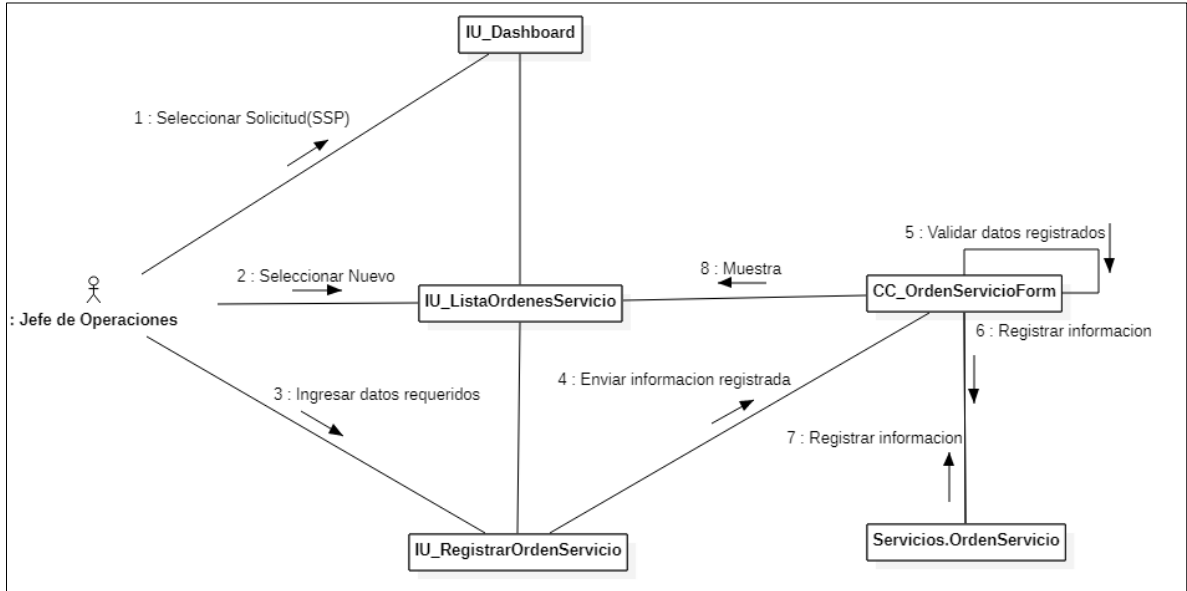 IU_Dashboard
1 : Seleccionar Solicitud(SSP)
5 : Validar datos registrados
2 : Seleccionar Nuevo
8 : Muestra
CC_OrdenServicioForm
IU_ListaOrdenesServicio
: Jefe de Operaciones
6 : Registrar informacion
3 : Ingresar datos requeridos
4 : Enviar informacion registrada
7 : Registrar informacion
IU_RegistrarOrdenServicio
Servicios.OrdenServicio